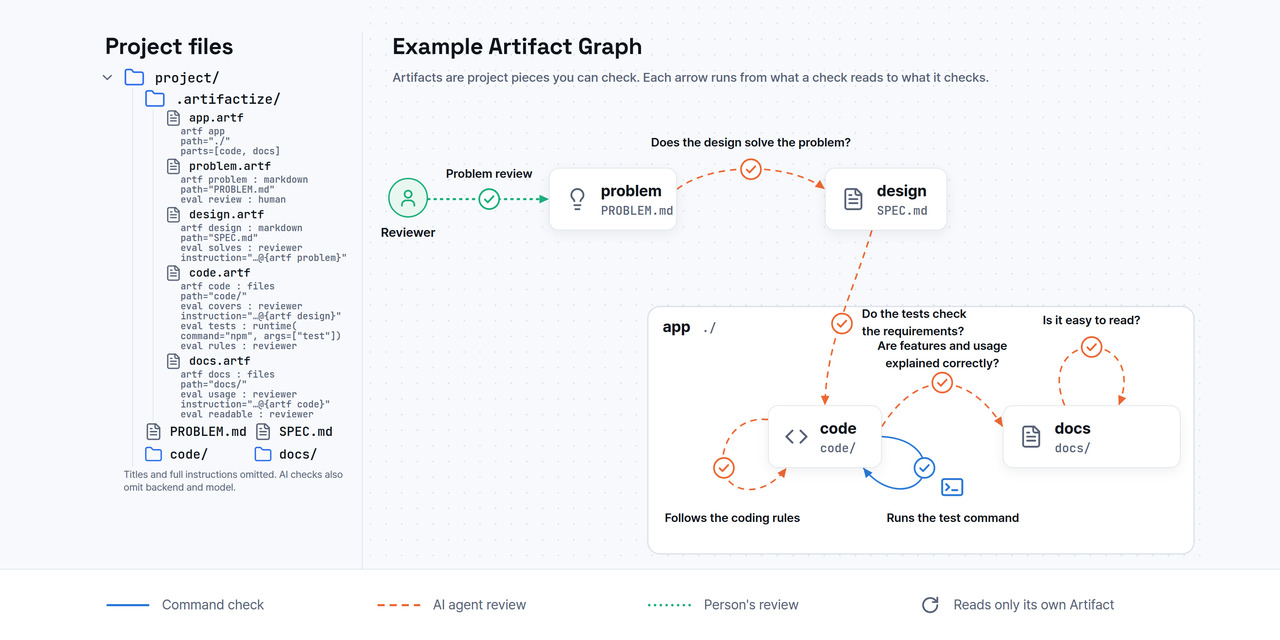 Project files
project/
.artifactize/
app.artf
artf app
path="./"
parts=[code, docs]
problem.artf
artf problem : markdown
path="PROBLEM.md"
eval review : human
design.artf
artf design : markdown
path="SPEC.md"
eval solves : reviewer
instruction="…@{artf problem}"
code.artf
artf code : files
path="code/"
eval covers : reviewer
instruction="…@{artf design}"
eval tests : runtime(
command="npm", args=["test"])
eval rules : reviewer
docs.artf
artf docs : files
path="docs/"
eval usage : reviewer
instruction="…@{artf code}"
eval readable : reviewer
PROBLEM.md SPEC.md
code/ docs/
Titles and full instructions omitted. AI checks also
omit backend and model.
Example Artifact Graph
Artifacts are project pieces you can check. Each arrow runs from what a check reads to what it checks.
Does the design solve the problem?
Problem review
Reviewer
problem
PROBLEM.md
design
SPEC.md
app ./
Do the tests check
the requirements?
Are features and usage
explained correctly?
Is it easy to read?
code
code/
docs
docs/
Follows the coding rules
Runs the test command
Command check
AI agent review
Person's review
Reads only its own Artifact